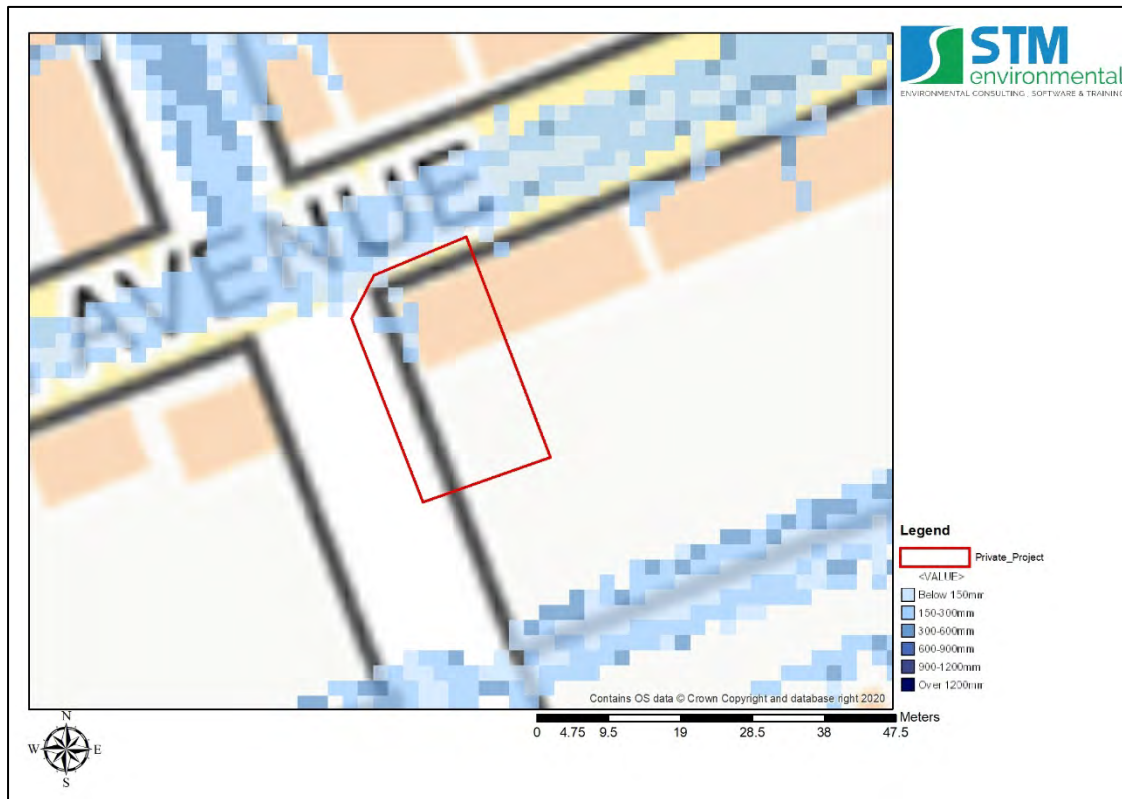 STM
environmental
ENVIRONMENTAL CONSULTING, SOFTWARE & TRAINING
AVENUE
Legend
Private_Project
<VALUE>
Below 150mm
150-300mm
300-600mm
600-900mm
900-1200mm
Over 1200mm
Contains OS data © Crown Copyright and database right 2020
N
W E
S
Meters
0 4.75 9.5 19 28.5 38 47.5